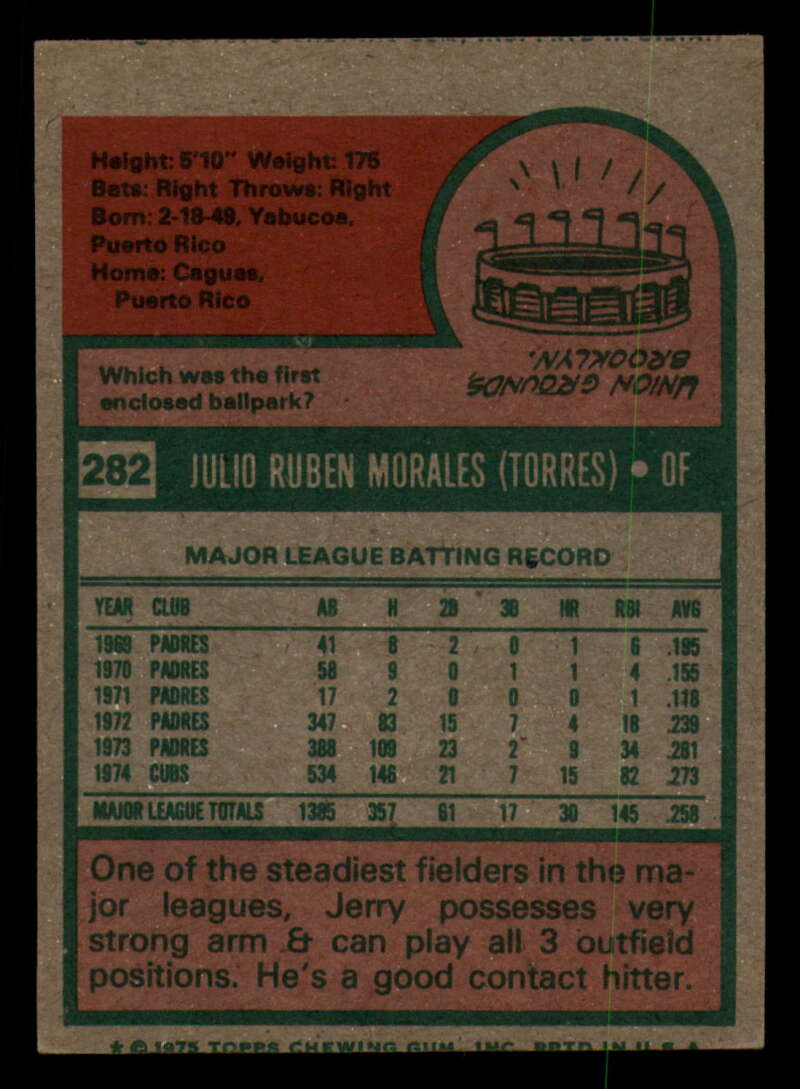 Height: 5'10" Weight: 175
Bats: Right Throws: Right
Born: 2-18-49, Yabucoa,
Puerto Rico
Home: Caguas,
Puerto Rico
Which was the first
enclosed ballpark?
UNION GROUNDS,
BROOKLYN.
282 JULIO RUBEN MORALES (TORRES) • OF
MAJOR LEAGUE BATTING RECORD
YEAR CLUB AB H 2B 3B HR RBI AVG
1969 PADRES 41 8 2 0 1 6 .195
1970 PADRES 58 9 0 1 1 4 .155
1971 PADRES 17 2 0 0 0 1 .118
1972 PADRES 347 83 15 7 4 18 .239
1973 PADRES 388 109 23 2 9 34 .281
1974 CUBS 534 146 21 7 15 82 .273
MAJOR LEAGUE TOTALS 1385 357 61 17 30 145 .258
One of the steadiest fielders in the ma-
jor leagues, Jerry possesses very
strong arm & can play all 3 outfield
positions. He's a good contact hitter.
* © 1975 TOPPS CHEWING GUM, INC. PRTD IN U S A